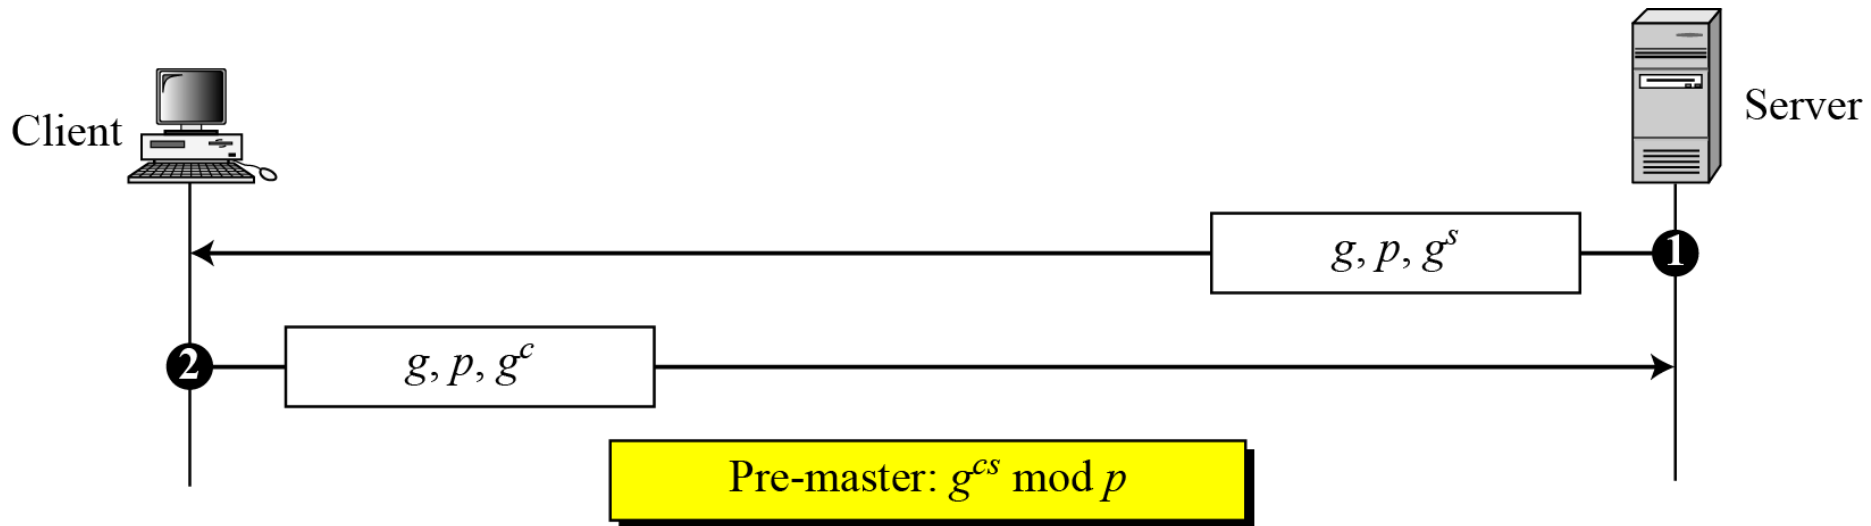 Client
Server
g, p, g^s
1
2
g, p, g^c
Pre-master: g^{cs} mod p